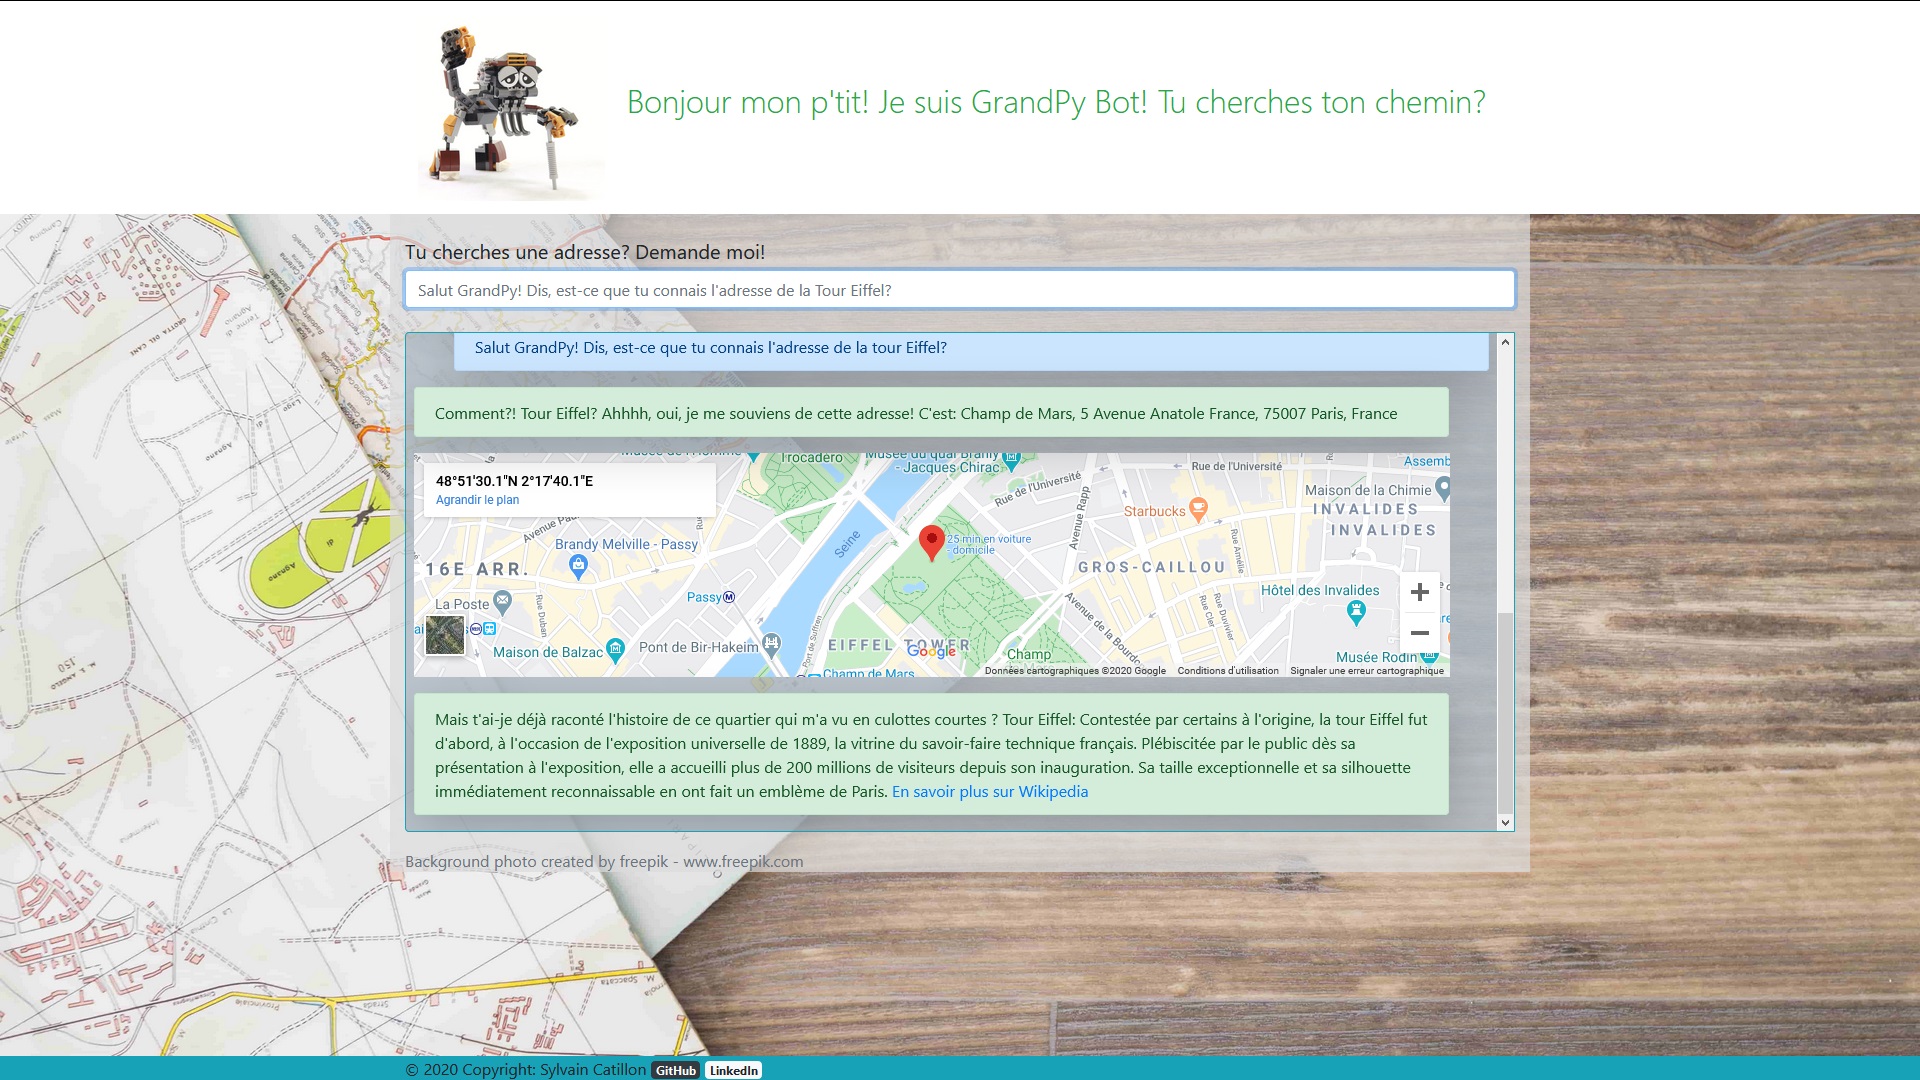 Bonjour mon p'tit! Je suis GrandPy Bot! Tu cherches ton chemin?
Tu cherches une adresse? Demande moi!
Salut GrandPy! Dis, est-ce que tu connais l'adresse de la Tour Eiffel?
Salut GrandPy! Dis, est-ce que tu connais l'adresse de la tour Eiffel?
Comment?! Tour Eiffel? Ahhhh, oui, je me souviens de cette adresse! C'est: Champ de Mars, 5 Avenue Anatole France, 75007 Paris, France
48°51'30.1"N 2°17'40.1"E
Agrandir le plan
Trocadéro
Musée du quai Branly
- Jacques Chirac
Rue de l'Université
Rue de l'Université
Assemb
Maison de la Chimie
INVALIDES
INVALIDES
Starbucks
Avenue Rapp
Brandy Melville - Passy
Seine
25 min en voiture
- domicile
16E ARR.
GROS-CAILLOU
Rue Amélie
Passy
Hôtel des Invalides
La Poste
Rue Duban
Rue Cler
Rue Duvivier
Avenue de la Bourdo
Maison de Balzac
Pont de Bir-Hakeim
Port de Suffren
EIFFEL TOWER
Google
Champ
Musée Rodin
Champ de Mars
Données cartographiques ©2020 Google
Conditions d'utilisation
Signaler une erreur cartographique
Mais t'ai-je déjà raconté l'histoire de ce quartier qui m'a vu en culottes courtes ? Tour Eiffel: Contestée par certains à l'origine, la tour Eiffel fut
d'abord, à l'occasion de l'exposition universelle de 1889, la vitrine du savoir-faire technique français. Plébiscitée par le public dès sa
présentation à l'exposition, elle a accueilli plus de 200 millions de visiteurs depuis son inauguration. Sa taille exceptionnelle et sa silhouette
immédiatement reconnaissable en ont fait un emblème de Paris. En savoir plus sur Wikipedia
Background photo created by freepik - www.freepik.com
© 2020 Copyright: Sylvain Catillon GitHub LinkedIn